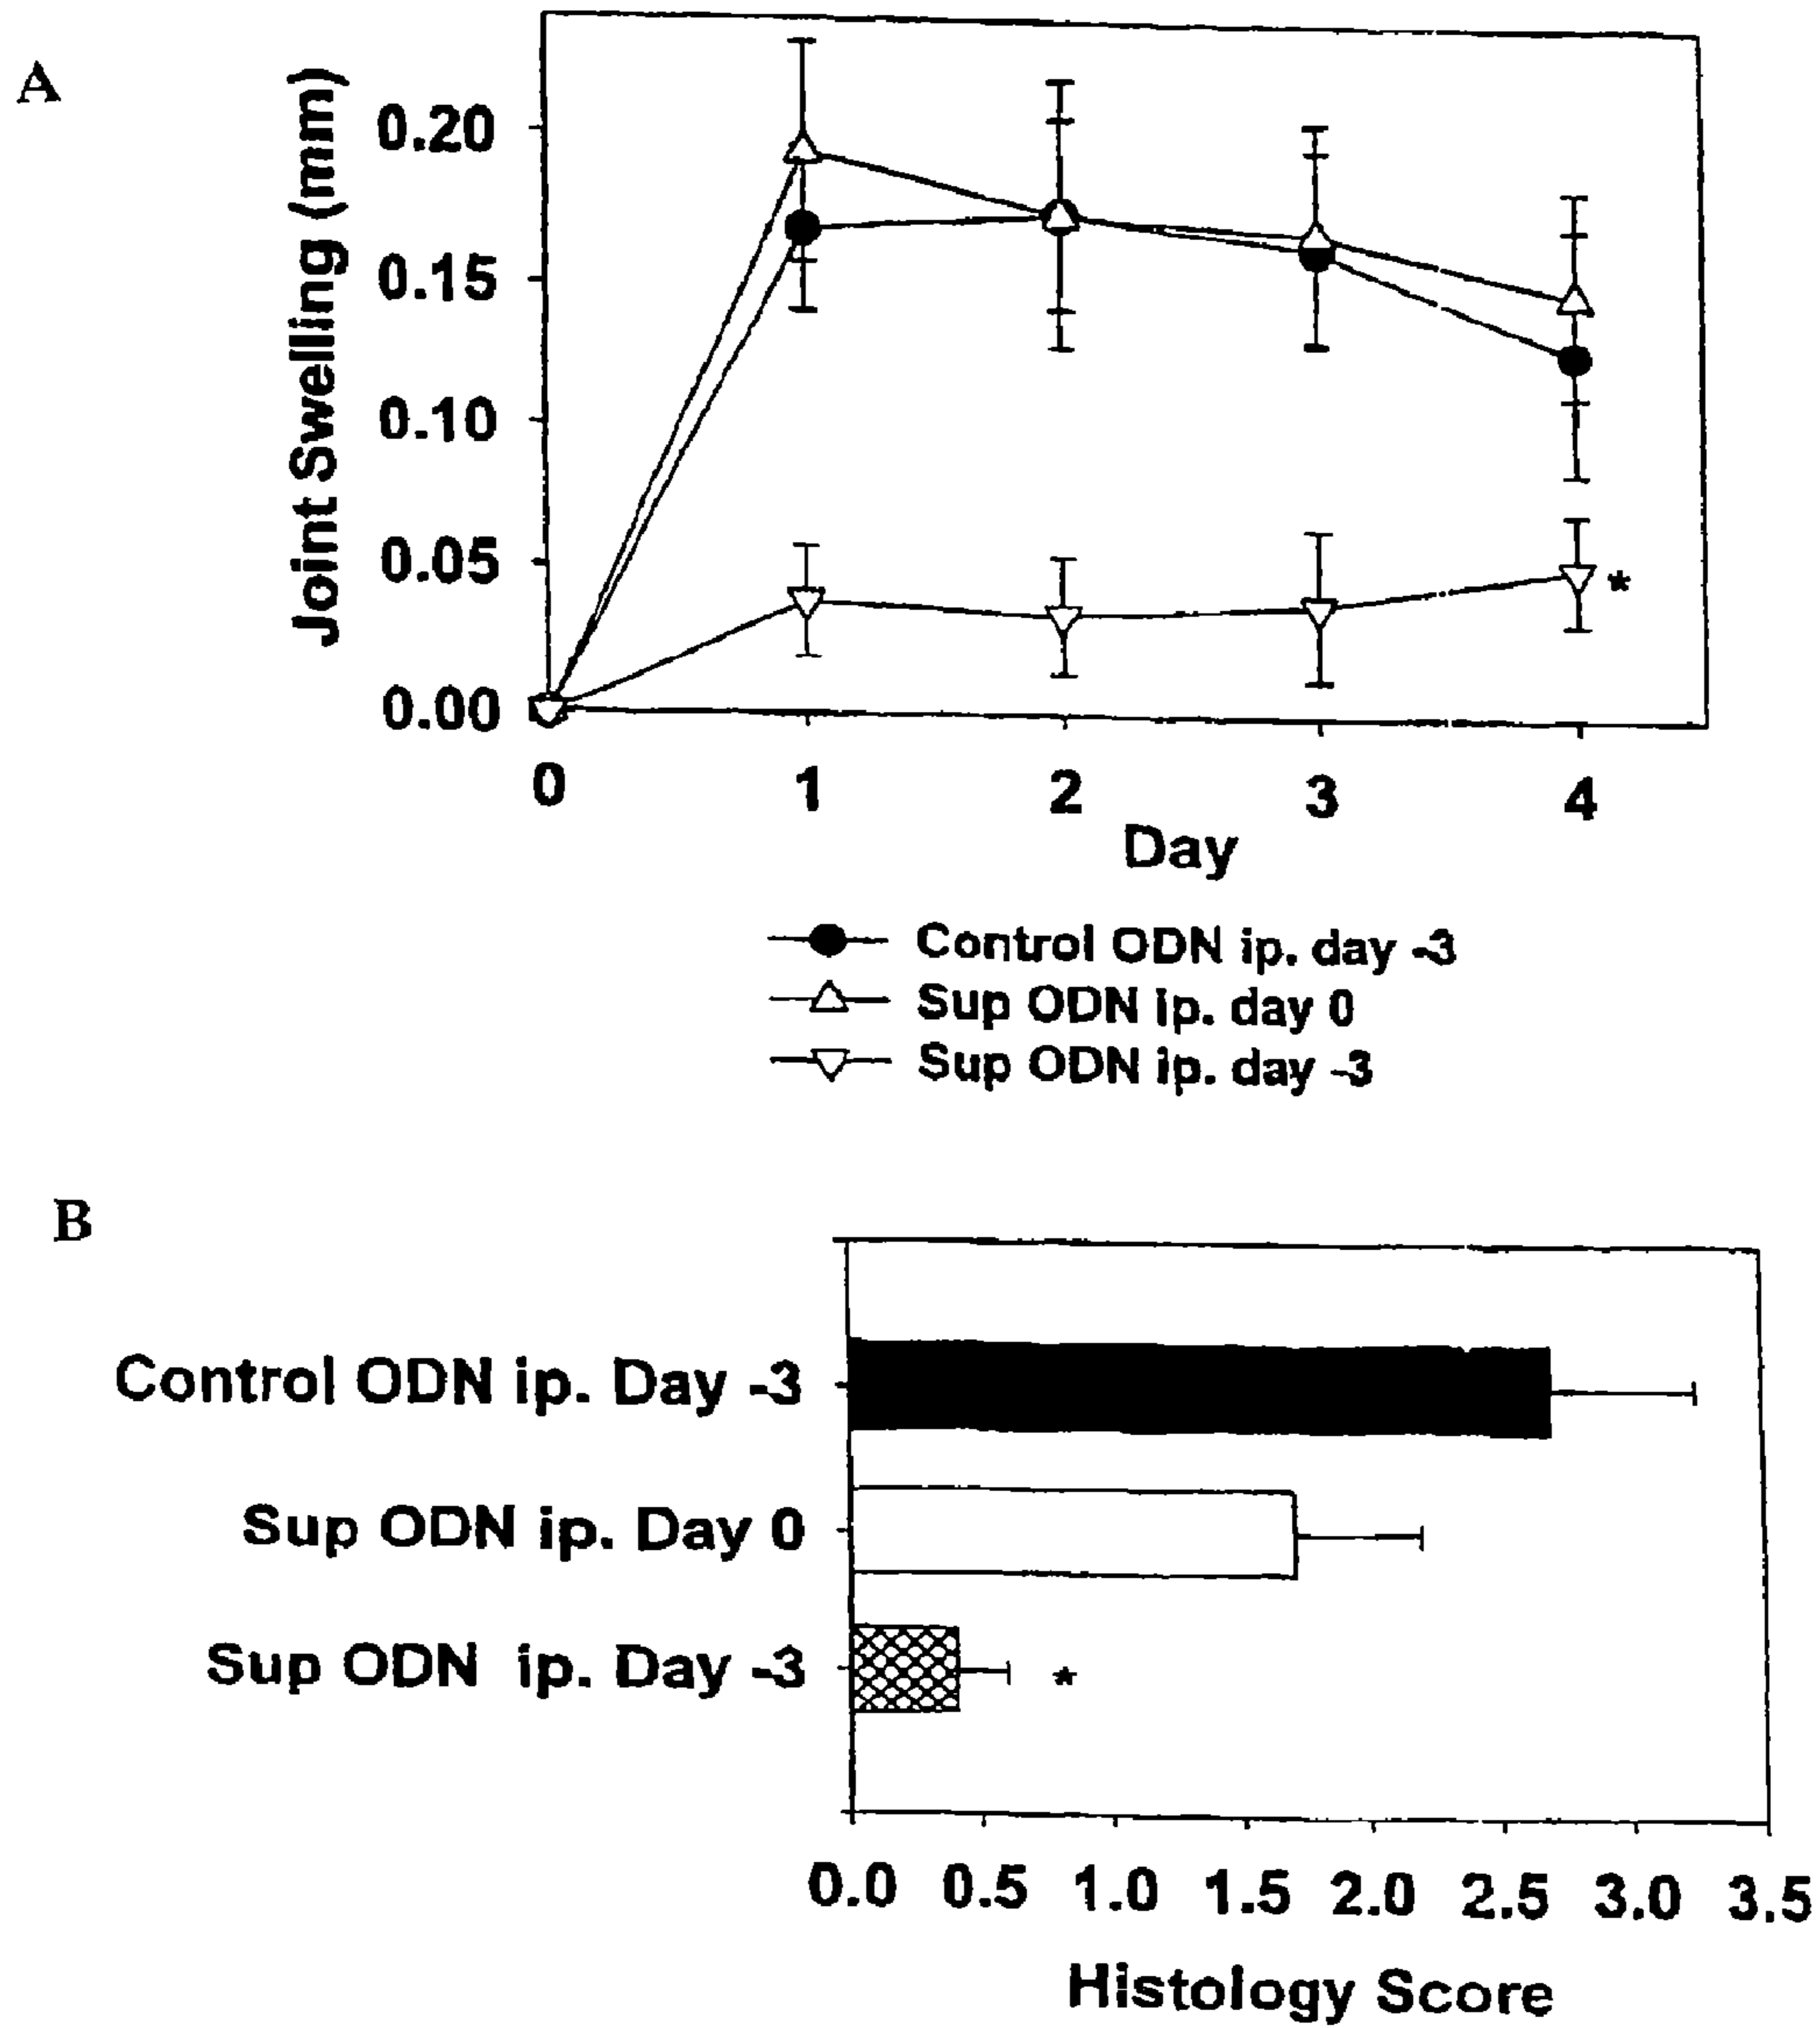 A
Joint Swelling (mm)
0.20
0.15
0.10
0.05
0.00
0 1 2 3 4
Day
Control ODN ip. day -3
Sup ODN ip. day 0
Sup ODN ip. day -3
*
B
Control ODN ip. Day -3
Sup ODN ip. Day 0
Sup ODN ip. Day -3
*
0.0 0.5 1.0 1.5 2.0 2.5 3.0 3.5
Histology Score